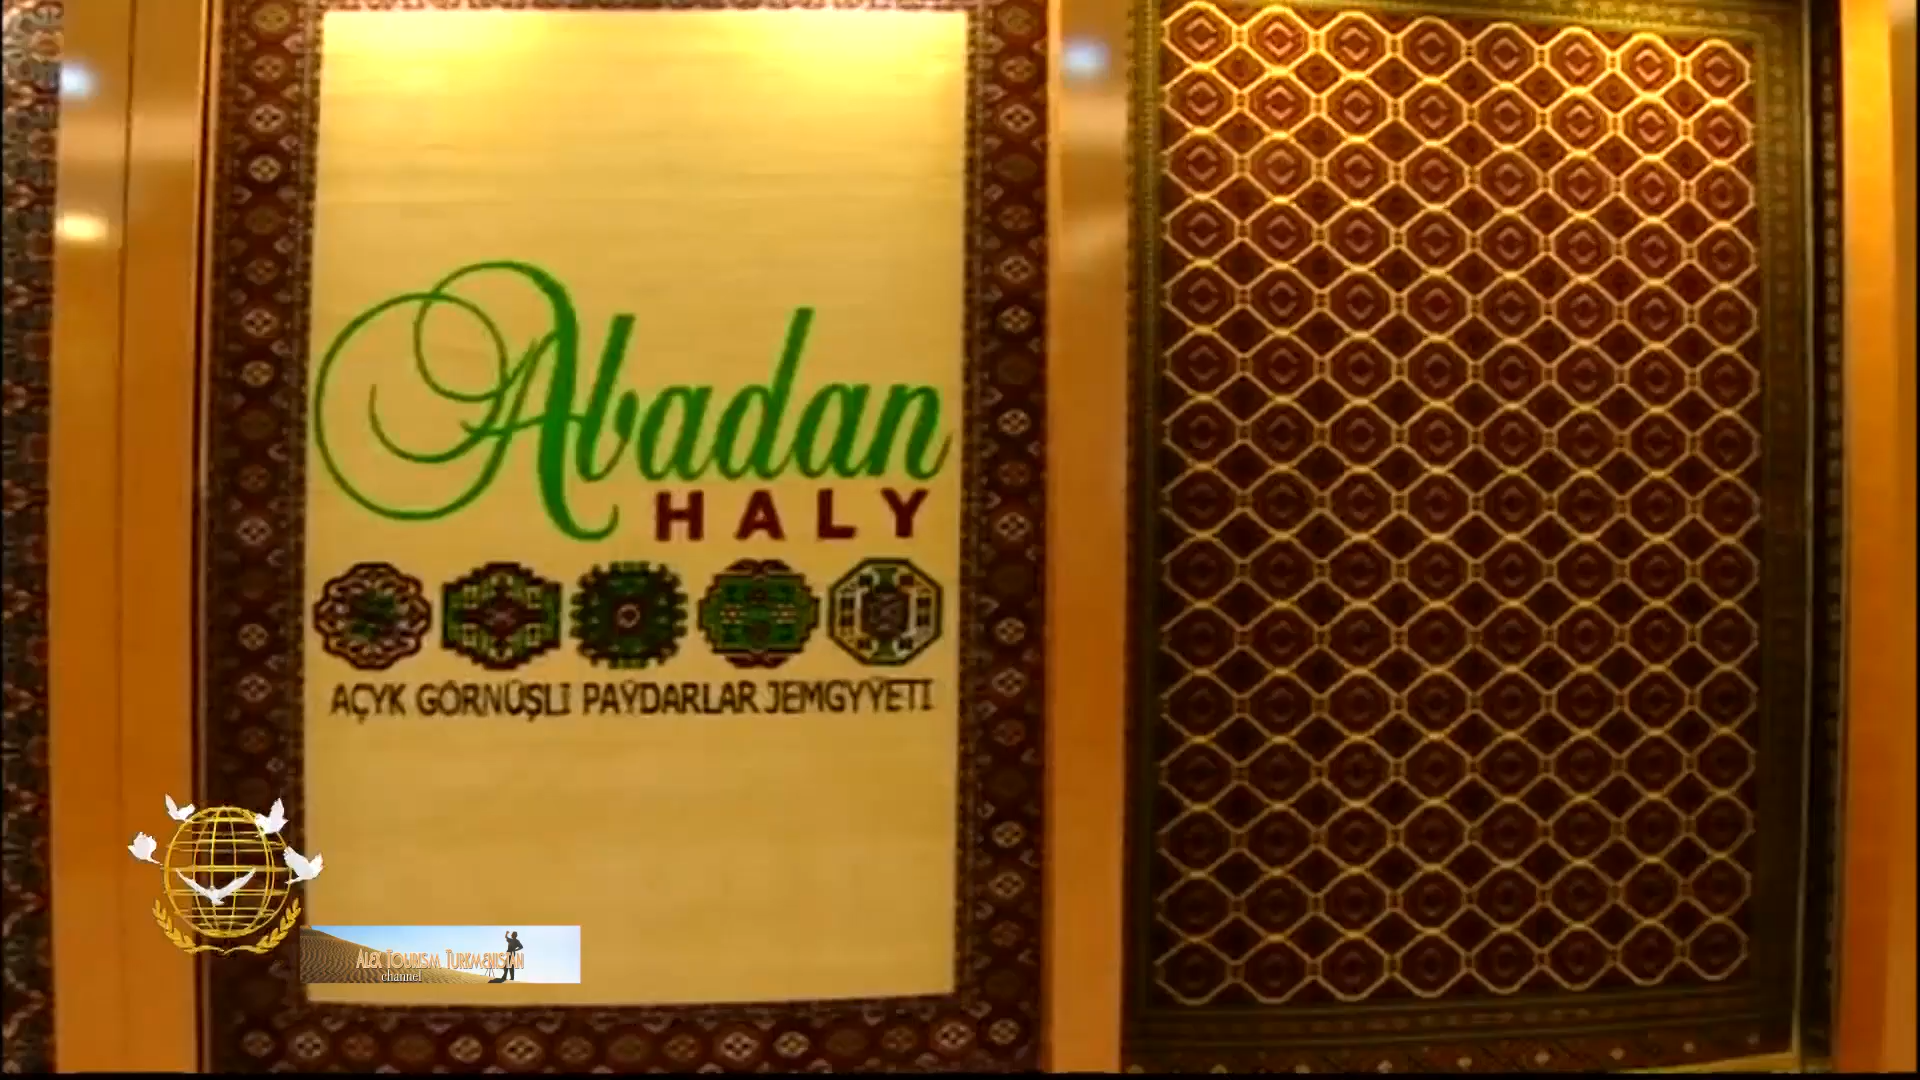 Abadan
HALY
AÇYK GÖRNÜŞLI PAÝDARLAR JEMGYÝETI
ALEX TOURISM TURKMENISTAN
channel